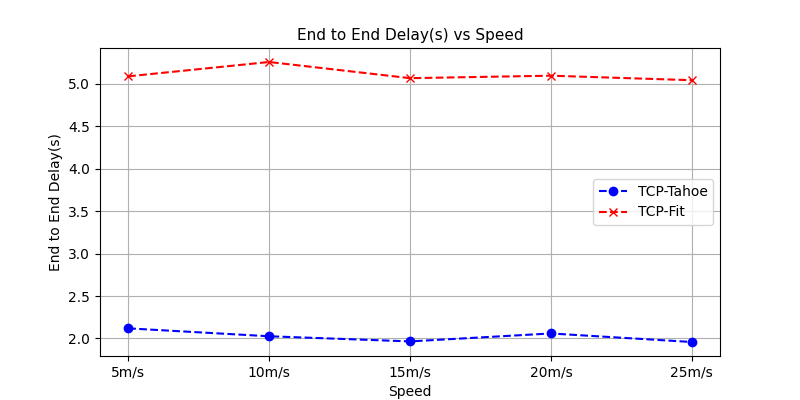 End to End Delay(s) vs Speed
End to End Delay(s)
5.0
4.5
4.0
3.5
3.0
2.5
2.0
TCP-Tahoe
TCP-Fit
5m/s 10m/s 15m/s 20m/s 25m/s
Speed